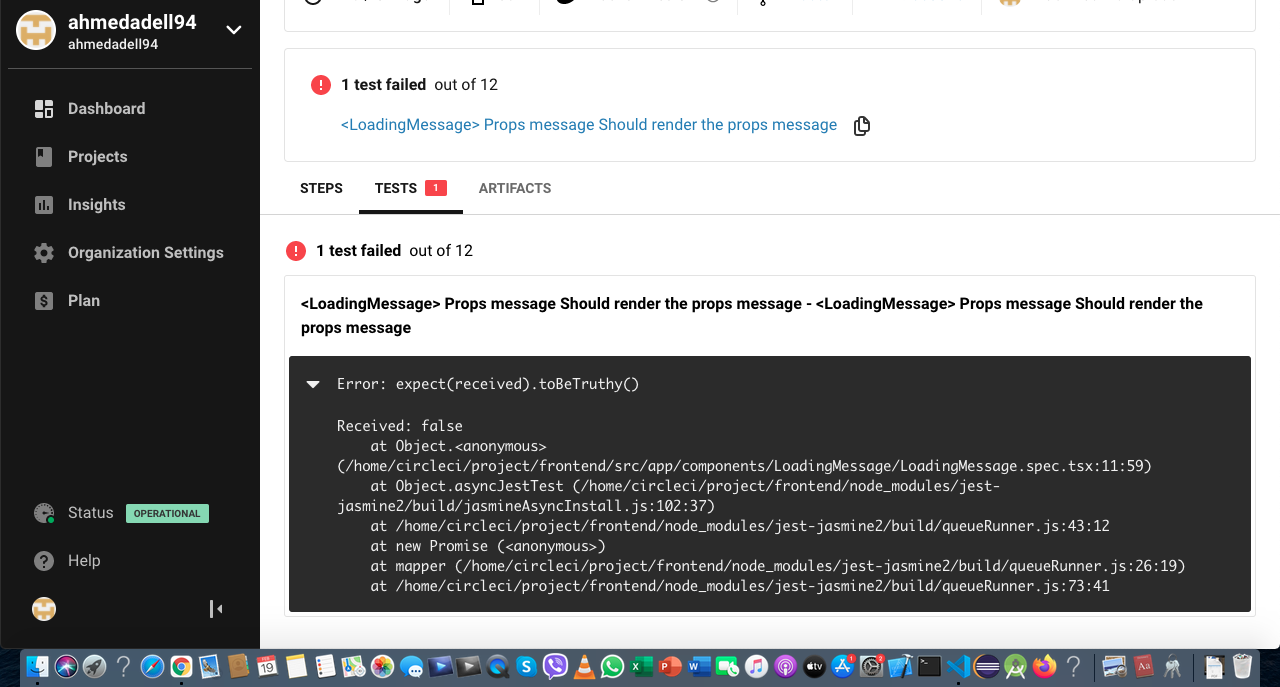 ahmedadell94
ahmedadell94
Dashboard
Projects
Insights
Organization Settings
Plan
Status OPERATIONAL
Help
1 test failed out of 12
<LoadingMessage> Props message Should render the props message
STEPS TESTS 1 ARTIFACTS
1 test failed out of 12
<LoadingMessage> Props message Should render the props message - <LoadingMessage> Props message Should render the
props message
Error: expect(received).toBeTruthy()
Received: false
at Object.<anonymous>
(/home/circleci/project/frontend/src/app/components/LoadingMessage/LoadingMessage.spec.tsx:11:59)
at Object.asyncJestTest (/home/circleci/project/frontend/node_modules/jest-
jasmine2/build/jasmineAsyncInstall.js:102:37)
at /home/circleci/project/frontend/node_modules/jest-jasmine2/build/queueRunner.js:43:12
at new Promise (<anonymous>)
at mapper (/home/circleci/project/frontend/node_modules/jest-jasmine2/build/queueRunner.js:26:19)
at /home/circleci/project/frontend/node_modules/jest-jasmine2/build/queueRunner.js:73:41
19
tv
Aa